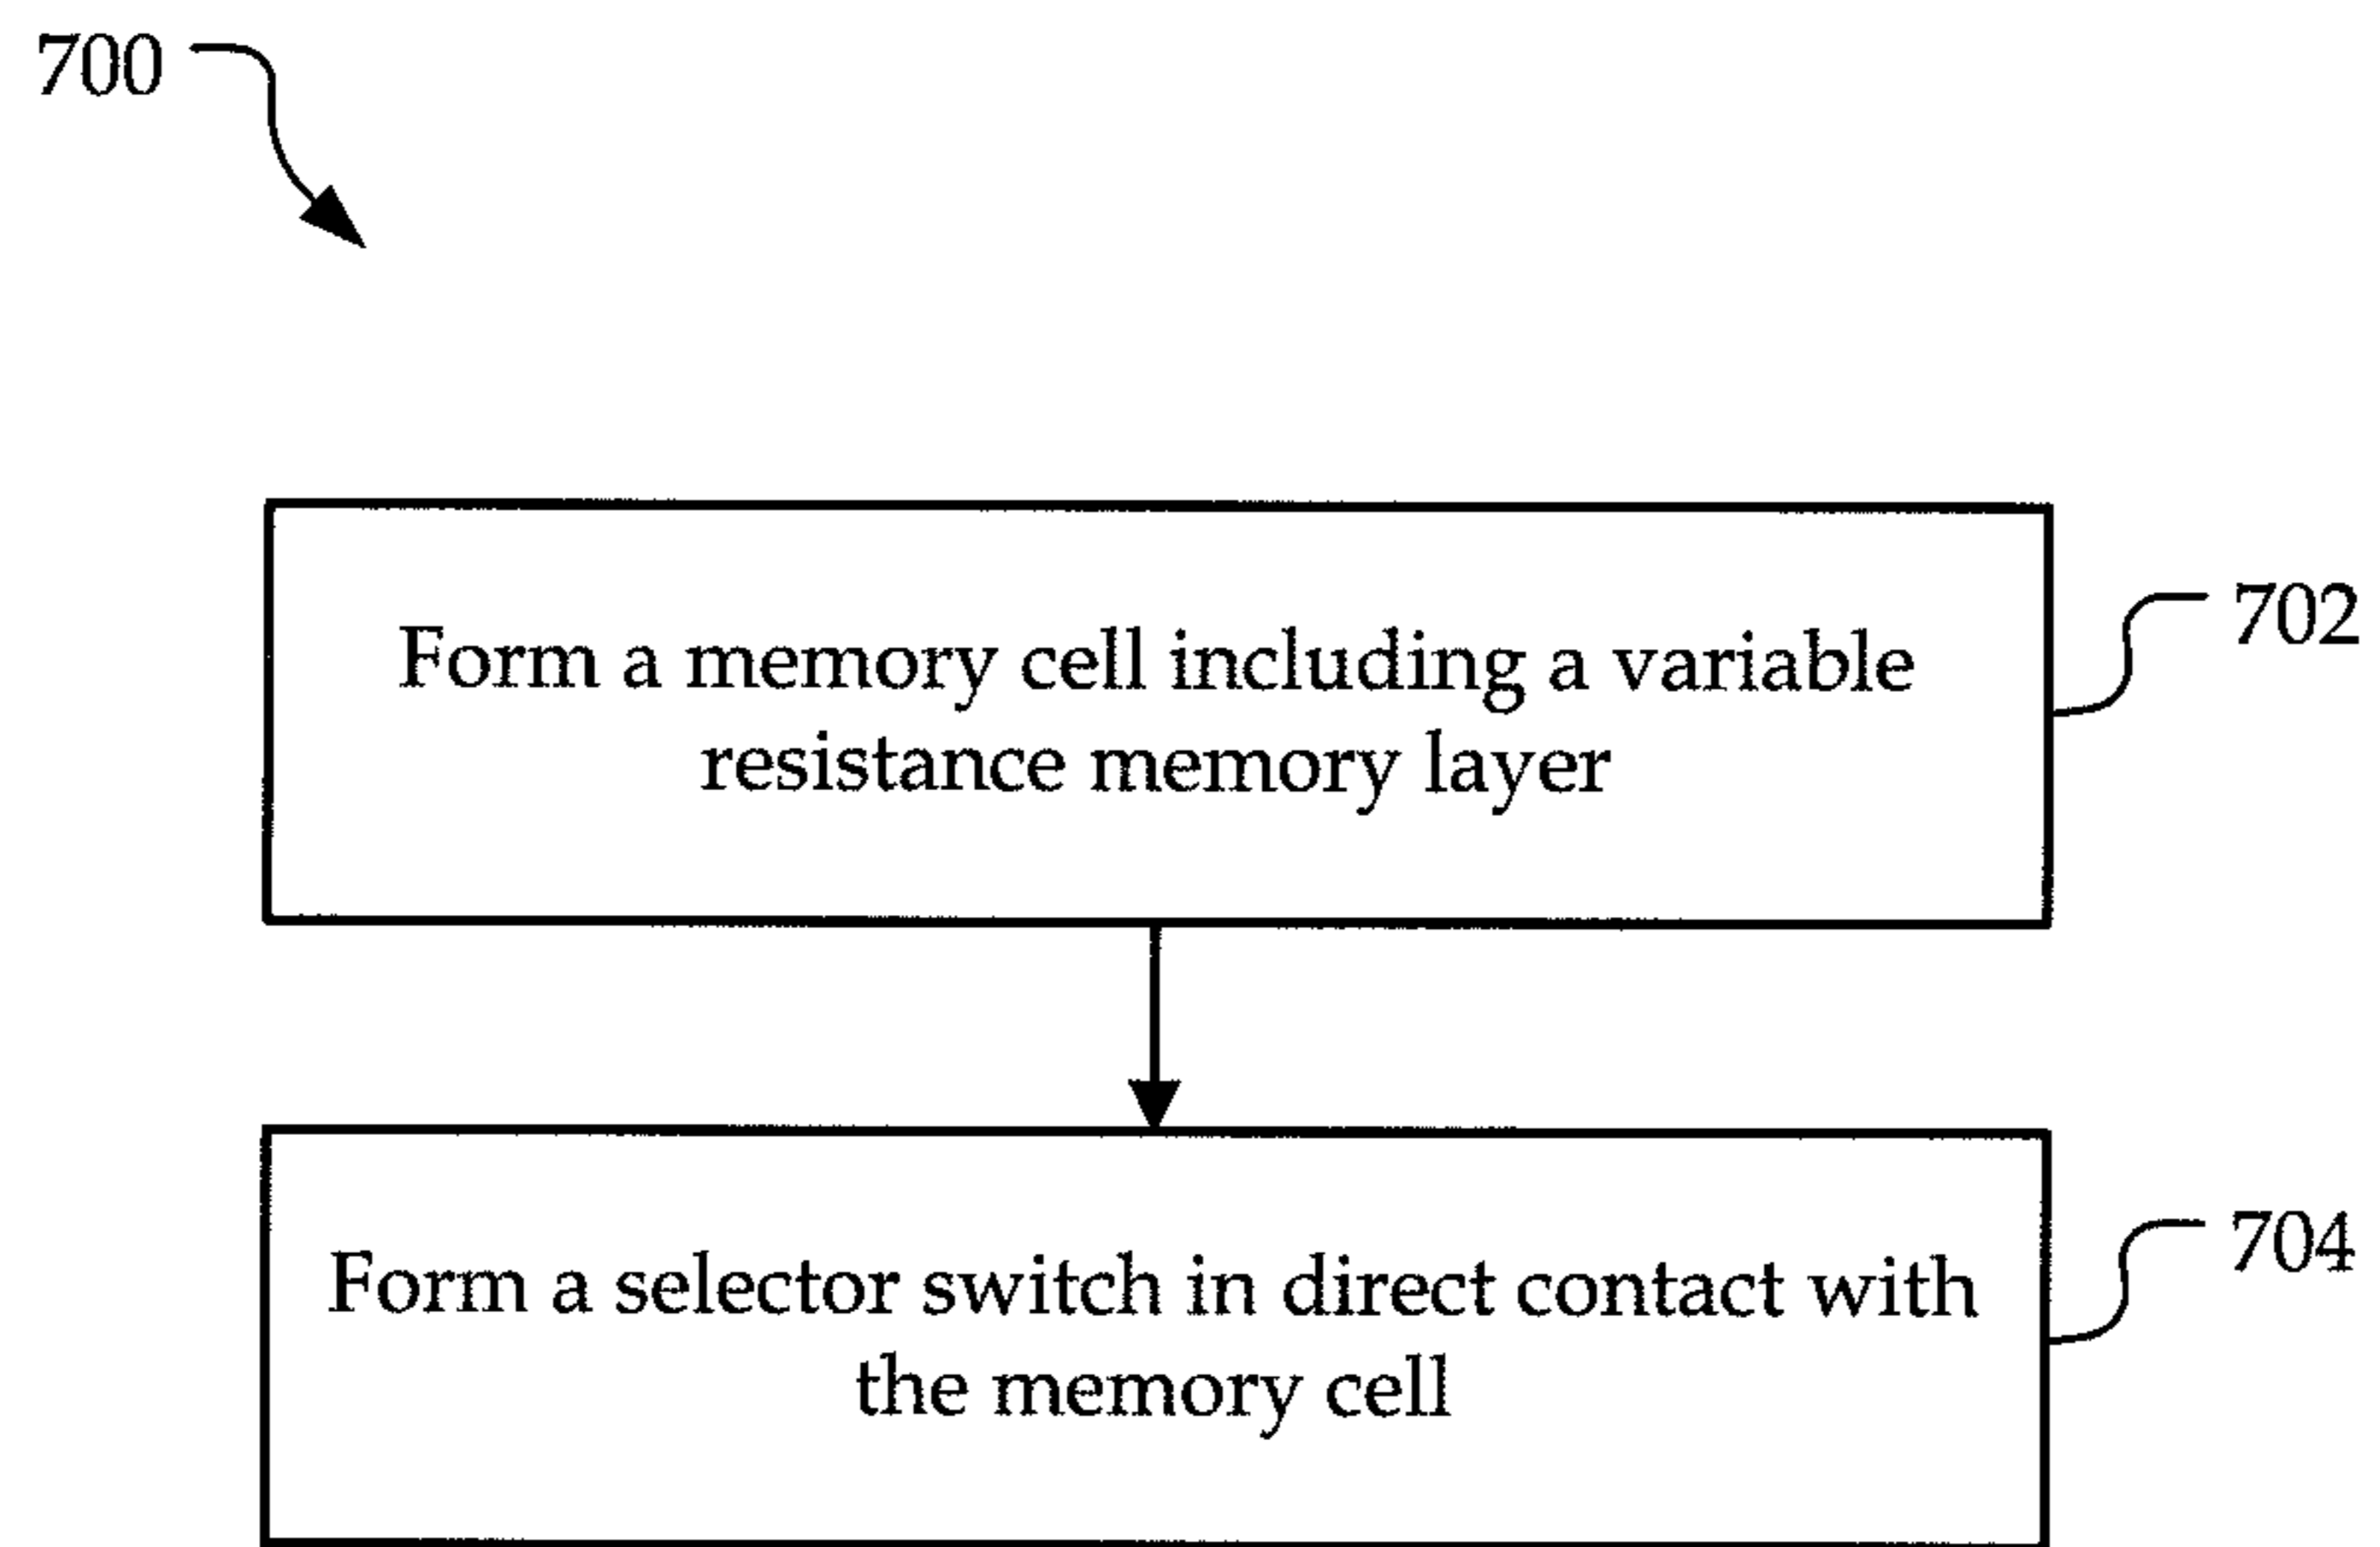 700
Form a memory cell including a variable
resistance memory layer
702
Form a selector switch in direct contact with
the memory cell
704